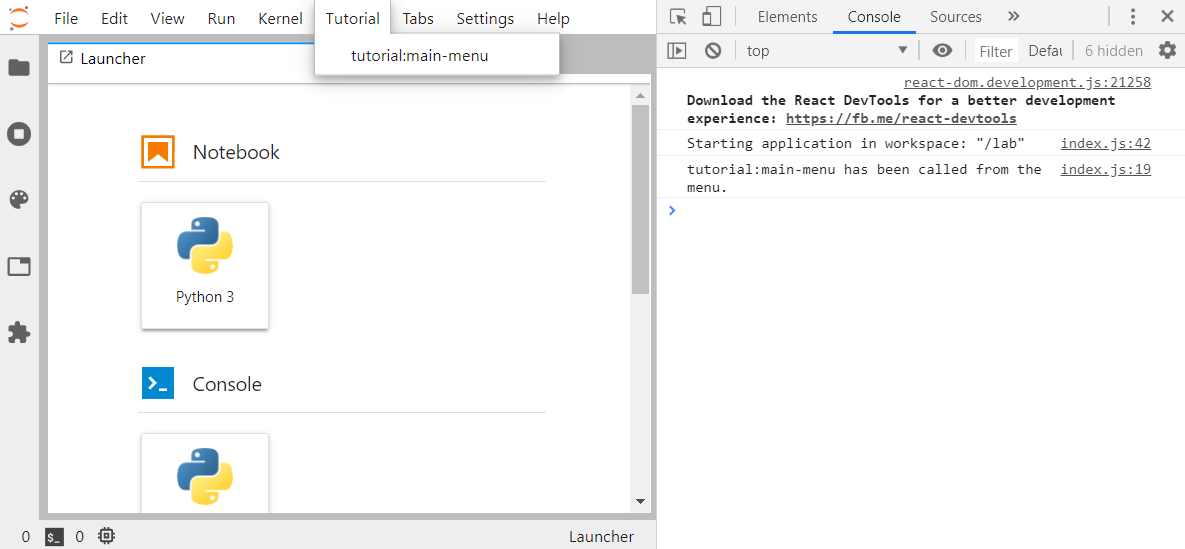 File Edit View Run Kernel Tutorial Tabs Settings Help
tutorial:main-menu
Launcher
Notebook
Python 3
Console
0 $_ 0 Launcher
Elements Console Sources »
top Filter Defau 6 hidden
react-dom.development.js:21258
Download the React DevTools for a better development
experience: https://fb.me/react-devtools
Starting application in workspace: "/lab" index.js:42
tutorial:main-menu has been called from the index.js:19
menu.